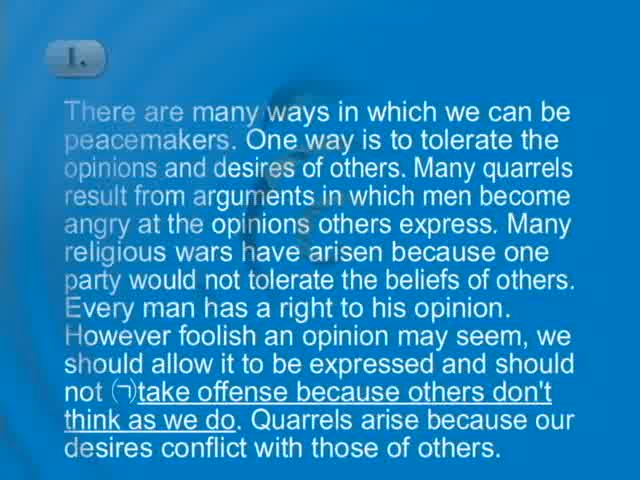 I.
There are many ways in which we can be
peacemakers. One way is to tolerate the
opinions and desires of others. Many quarrels
result from arguments in which men become
angry at the opinions others express. Many
religious wars have arisen because one
party would not tolerate the beliefs of others.
Every man has a right to his opinion.
However foolish an opinion may seem, we
should allow it to be expressed and should
not (ㄱ)take offense because others don't
think as we do. Quarrels arise because our
desires conflict with those of others.